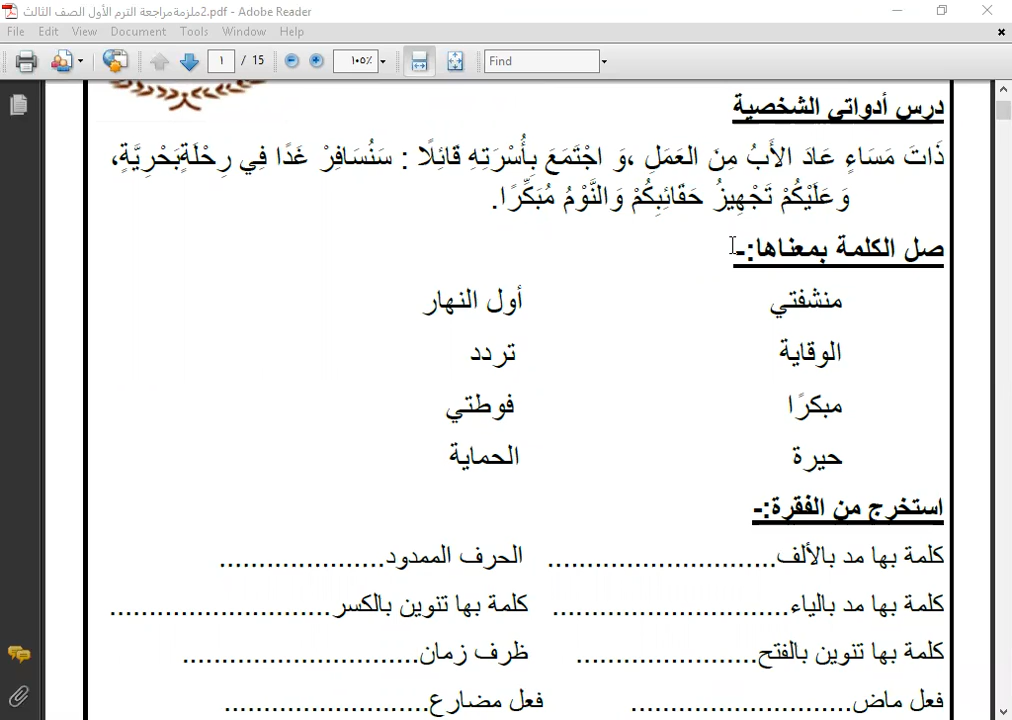 2ملزمةمراجعة الترم الأول الصف الثالث.pdf - Adobe Reader
File Edit View Document Tools Window Help
١ / 15 ١٠٥٪ Find
درس أدواتي الشخصية
ذَاتَ مَسَاءٍ عَادَ الأَبُ مِنَ العَمَلِ ،وَ اجْتَمَعَ بِأُسْرَتِهِ قَائِلًا : سَنُسَافِرْ غَدًا فِي رِحْلَةٍبَحْرِيَّةٍ،
وَعَلَيْكُمْ تَجْهِيزُ حَقَائِبِكُمْ وَالنَّوْمُ مُبَكِّرًا.
صل الكلمة بمعناها:-
منشفتي أول النهار
الوقاية تردد
مبكرًا فوطتي
حيرة الحماية
استخرج من الفقرة:-
كلمة بها مد بالألف............................ الحرف الممدود.....................
كلمة بها مد بالياء.............................. كلمة بها تنوين بالكسر............................
كلمة بها تنوين بالفتح....................... ظرف زمان..............................
فعل ماض............................ فعل مضارع..........................